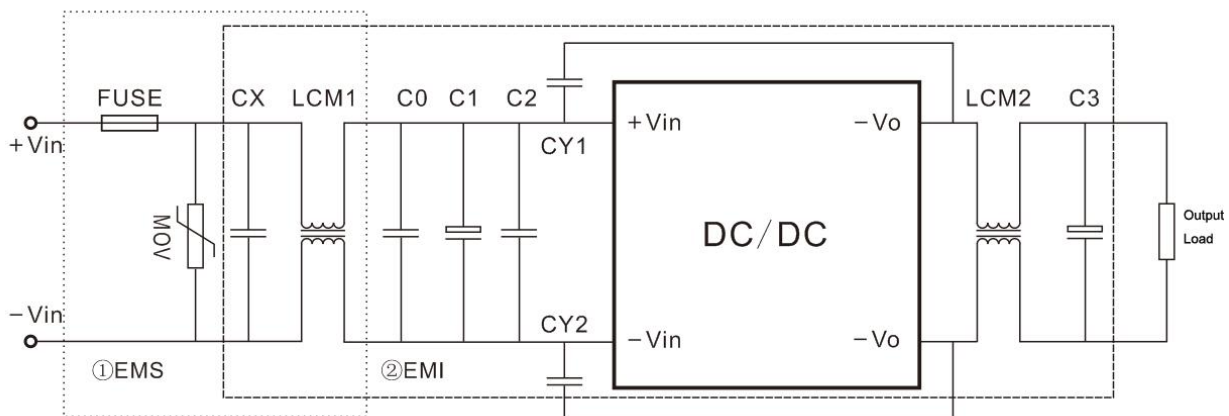 FUSE
CX
LCM1
C0
C1
C2
+Vin
CY1
+Vin
−Vo
LCM2
C3
MOV
DC/DC
Output
Load
−Vin
CY2
−Vin
−Vo
①EMS
②EMI